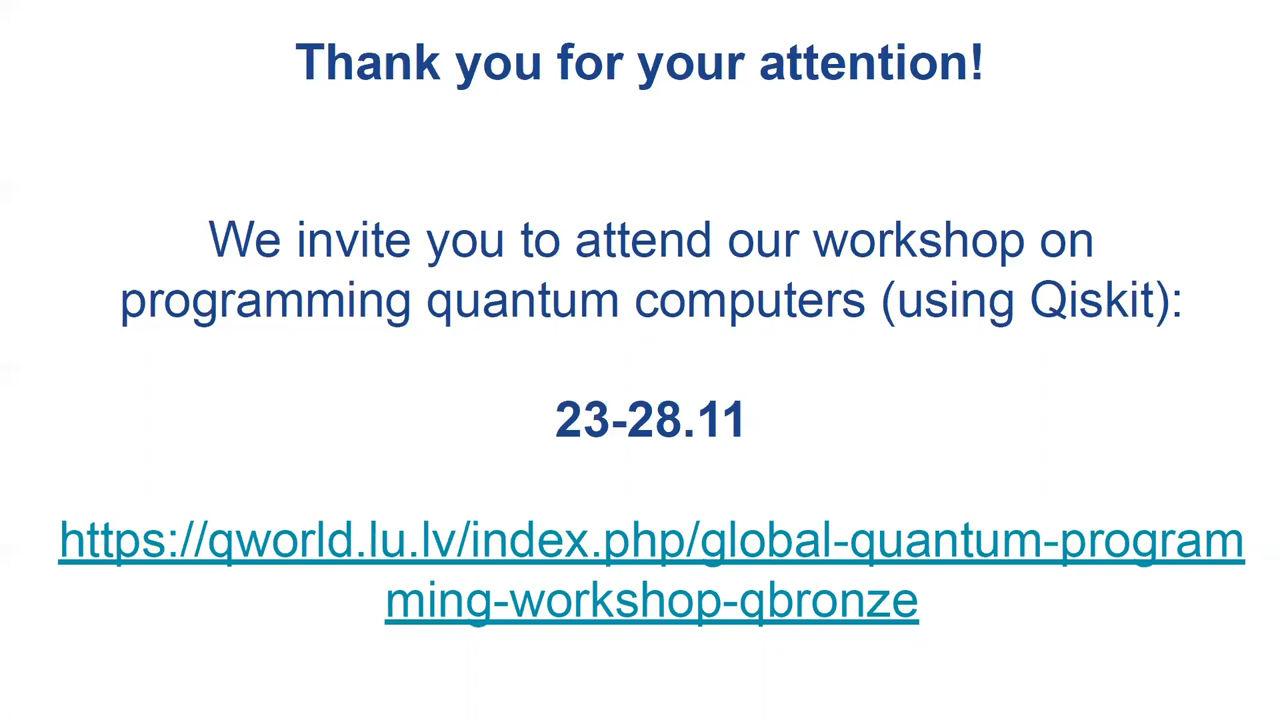 Thank you for your attention!
We invite you to attend our workshop on
programming quantum computers (using Qiskit):
23-28.11
https://qworld.lu.lv/index.php/global-quantum-program
ming-workshop-qbronze